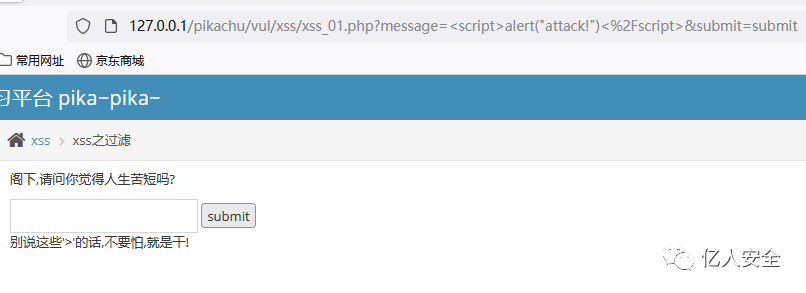 127.0.0.1/pikachu/vul/xss/xss_01.php?message=<script>alert("attack!")<%2Fscript>&submit=submit
常用网址 京东商城
习平台 pika~pika~
xss > xss之过滤
阁下,请问你觉得人生苦短吗?
submit
别说这些'>'的话,不要怕,就是干!
亿人安全